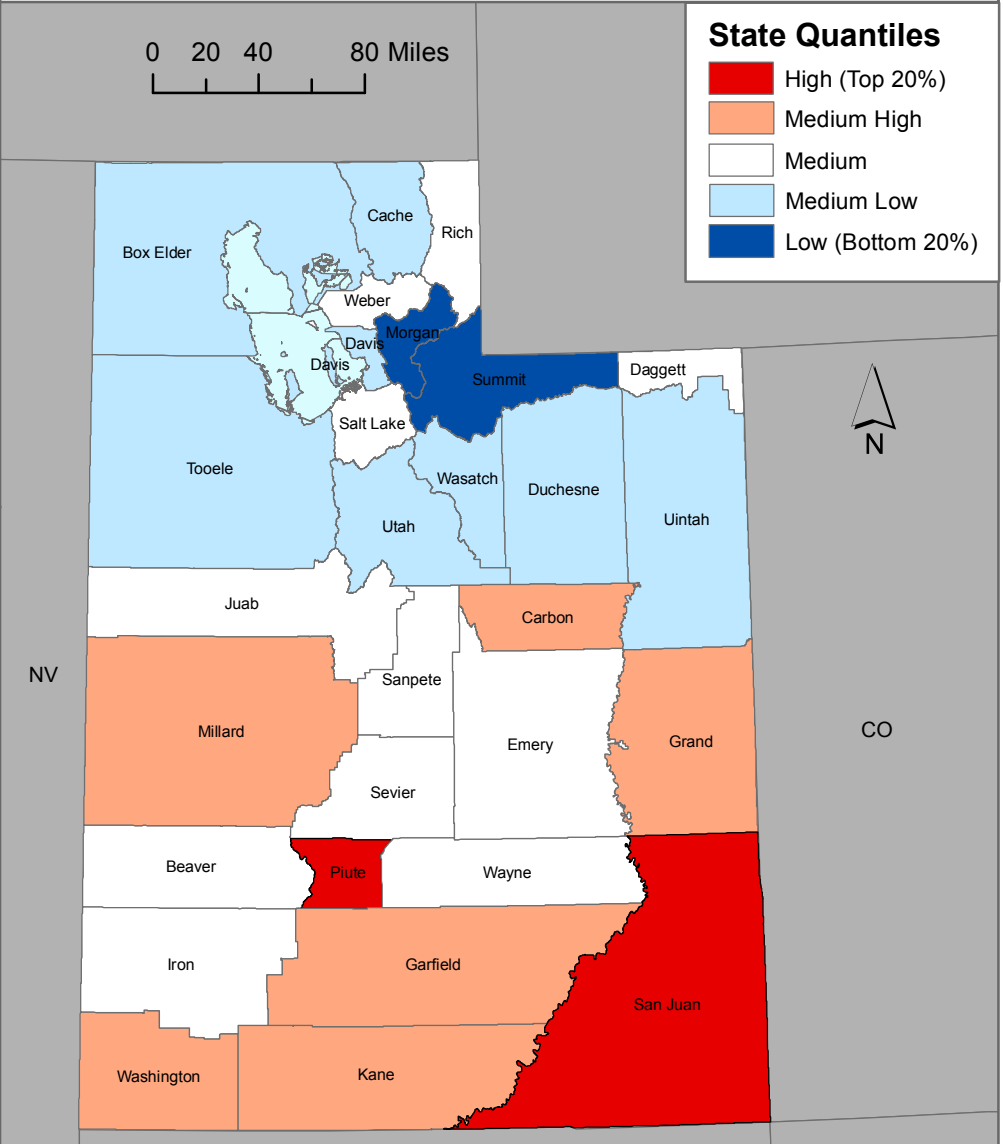 0 20 40 80 Miles
State Quantiles
High (Top 20%)
Medium High
Medium
Medium Low
Low (Bottom 20%)
Cache
Rich
Box Elder
Weber
Morgan
Davis
Davis
Summit
Daggett
Salt Lake
N
Tooele
Wasatch
Duchesne
Uintah
Utah
Juab
Carbon
NV
Sanpete
Millard
Emery
Grand
CO
Sevier
Beaver
Piute
Wayne
Iron
Garfield
San Juan
Washington
Kane